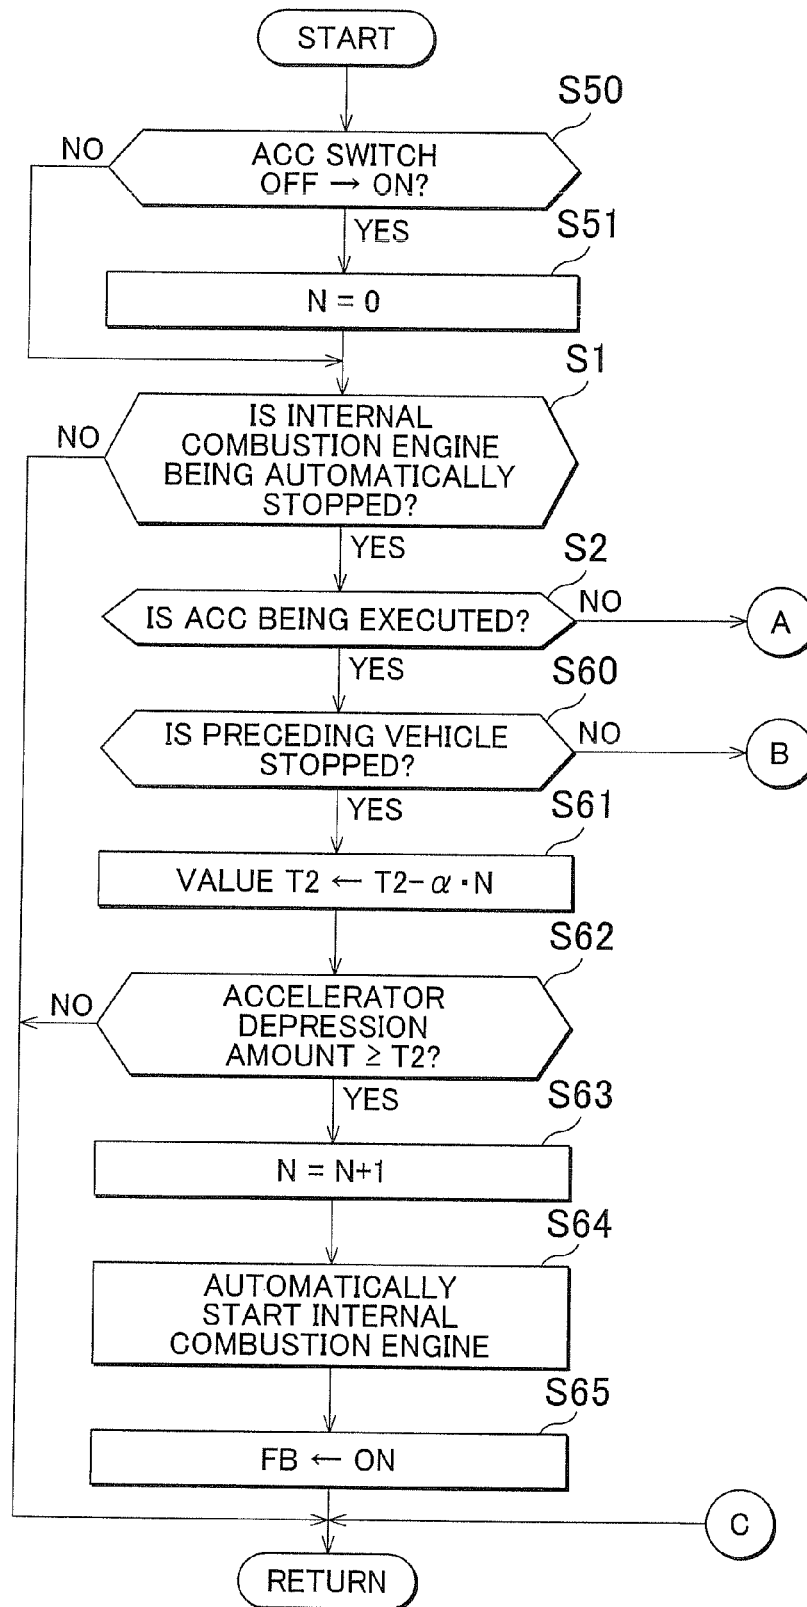 START
S50
NO
ACC SWITCH
OFF → ON?
YES
S51
N = 0
S1
NO
IS INTERNAL
COMBUSTION ENGINE
BEING AUTOMATICALLY
STOPPED?
YES
S2
IS ACC BEING EXECUTED?
NO
A
YES
S60
IS PRECEDING VEHICLE
STOPPED?
NO
B
YES
S61
VALUE T2 ← T2-α・N
S62
NO
ACCELERATOR
DEPRESSION
AMOUNT ≥ T2?
YES
S63
N = N+1
S64
AUTOMATICALLY
START INTERNAL
COMBUSTION ENGINE
S65
FB ← ON
C
RETURN